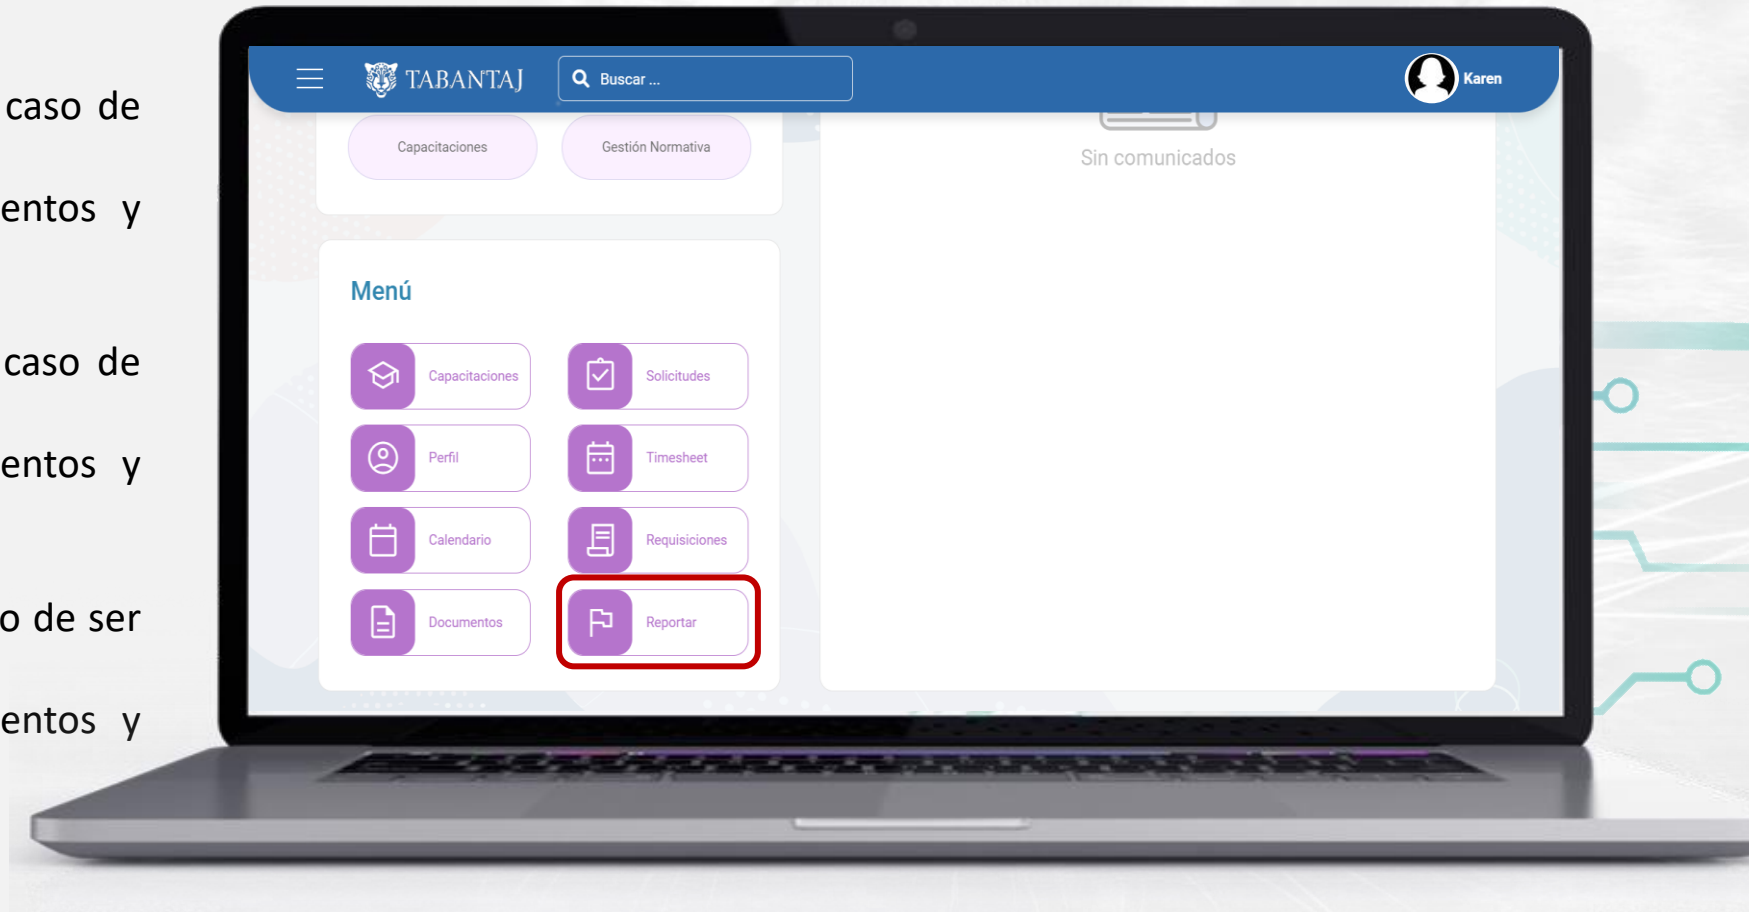 caso de
entos y
caso de
entos y
o de ser
entos y
TABANTAJ
Buscar ...
Karen
Capacitaciones
Gestión Normativa
Sin comunicados
Menú
Capacitaciones
Solicitudes
Perfil
Timesheet
Calendario
Requisiciones
Documentos
Reportar